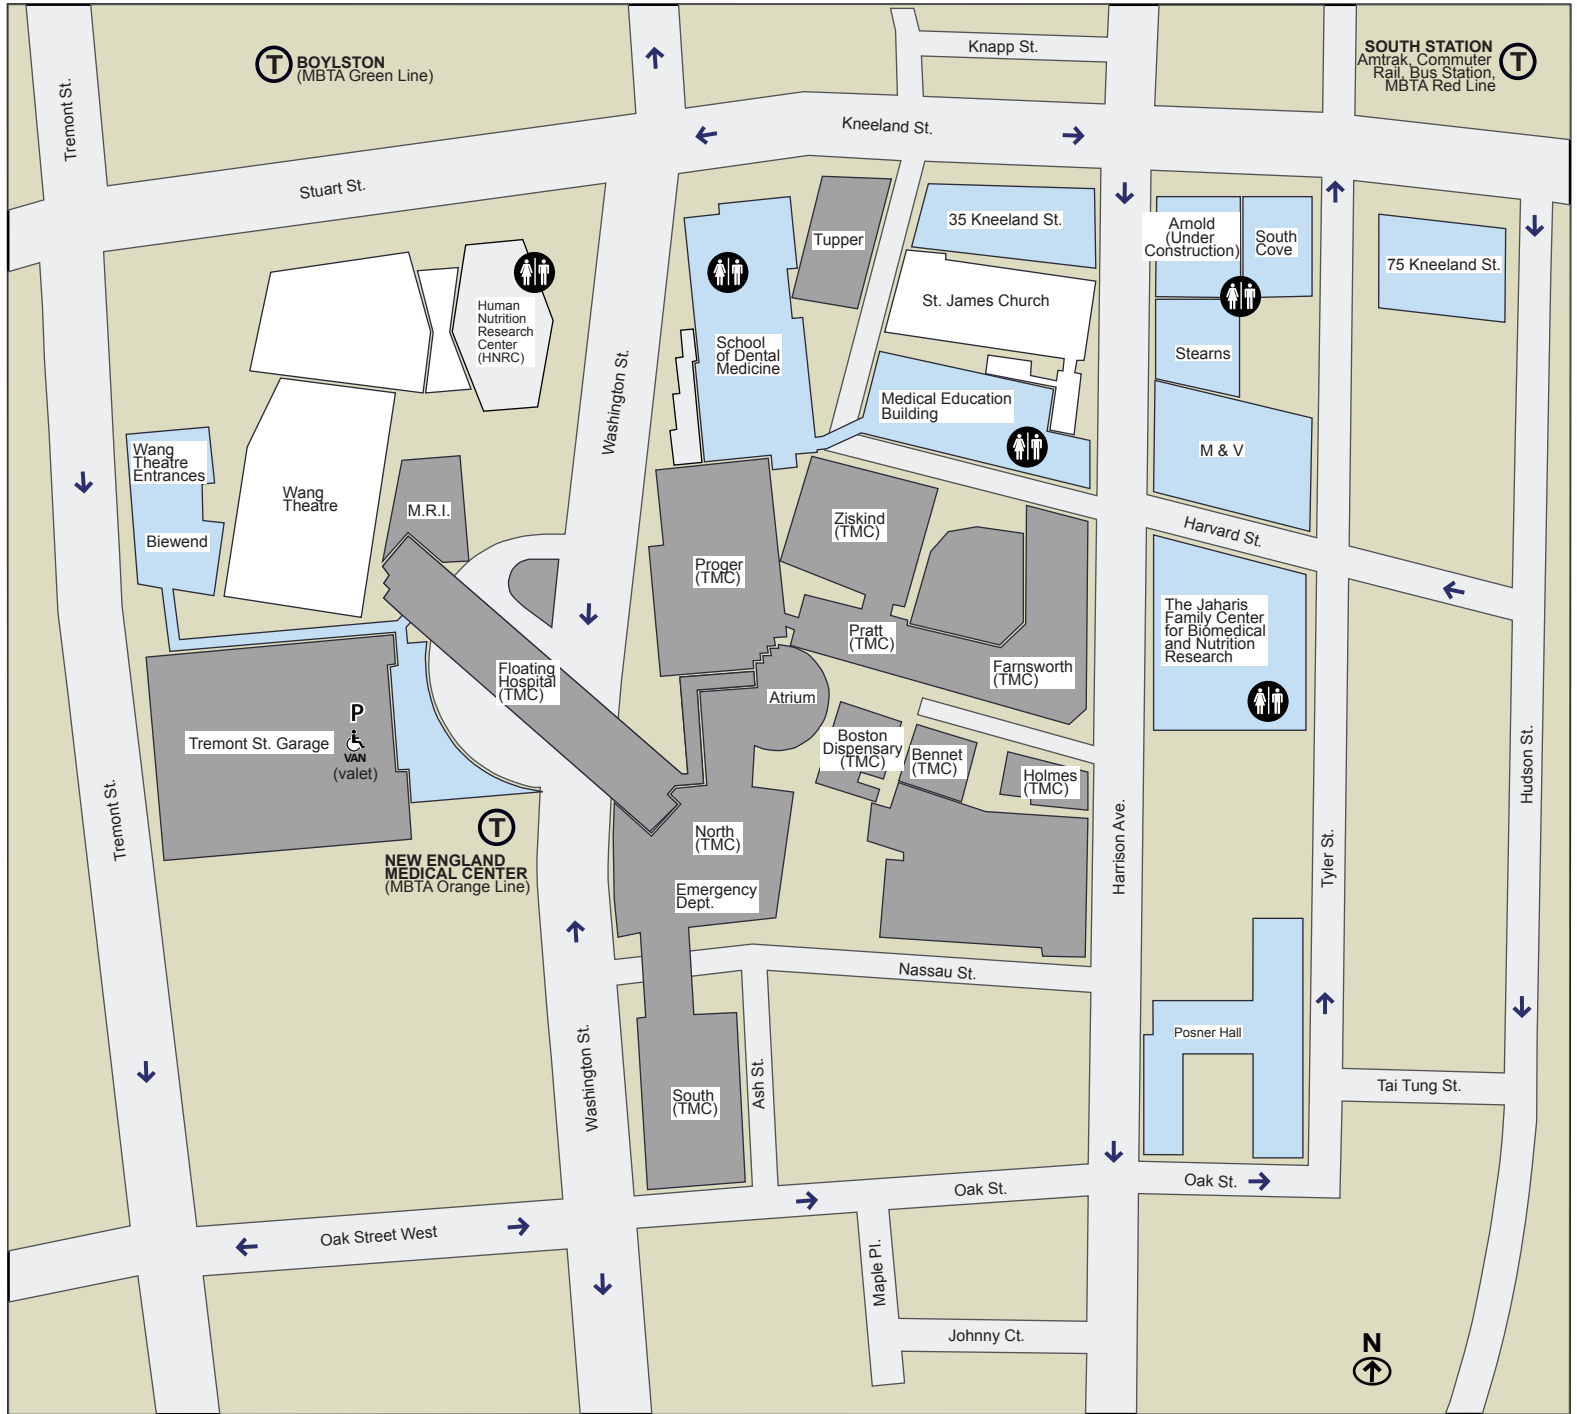 Tremont St.
T
BOYLSTON
(MBTA Green Line)
Knapp St.
SOUTH STATION
Amtrak, Commuter
Rail, Bus Station,
MBTA Red Line
T
Kneeland St.
Stuart St.
Tupper
35 Kneeland St.
Arnold
(Under
Construction)
South
Cove
75 Kneeland St.
Human
Nutrition
Research
Center
(HNRC)
St. James Church
School
of Dental
Medicine
Stearns
Washington St.
Medical Education
Building
Wang
Theatre
Entrances
M & V
Wang
Theatre
M.R.I.
Biewend
Ziskind
(TMC)
Harvard St.
Proger
(TMC)
The Jaharis
Family Center
for Biomedical
and Nutrition
Research
Pratt
(TMC)
Floating
Hospital
(TMC)
Farnsworth
(TMC)
Atrium
P
VAN
(valet)
Tremont St. Garage
Boston
Dispensary
(TMC)
Bennet
(TMC)
Holmes
(TMC)
Hudson St.
Tremont St.
T
NEW ENGLAND
MEDICAL CENTER
(MBTA Orange Line)
North
(TMC)
Emergency
Dept.
Harrison Ave.
Tyler St.
Nassau St.
Posner Hall
Washington St.
Ash St.
South
(TMC)
Tai Tung St.
Oak St.
Oak St.
Oak Street West
Maple Pl.
Johnny Ct.
N